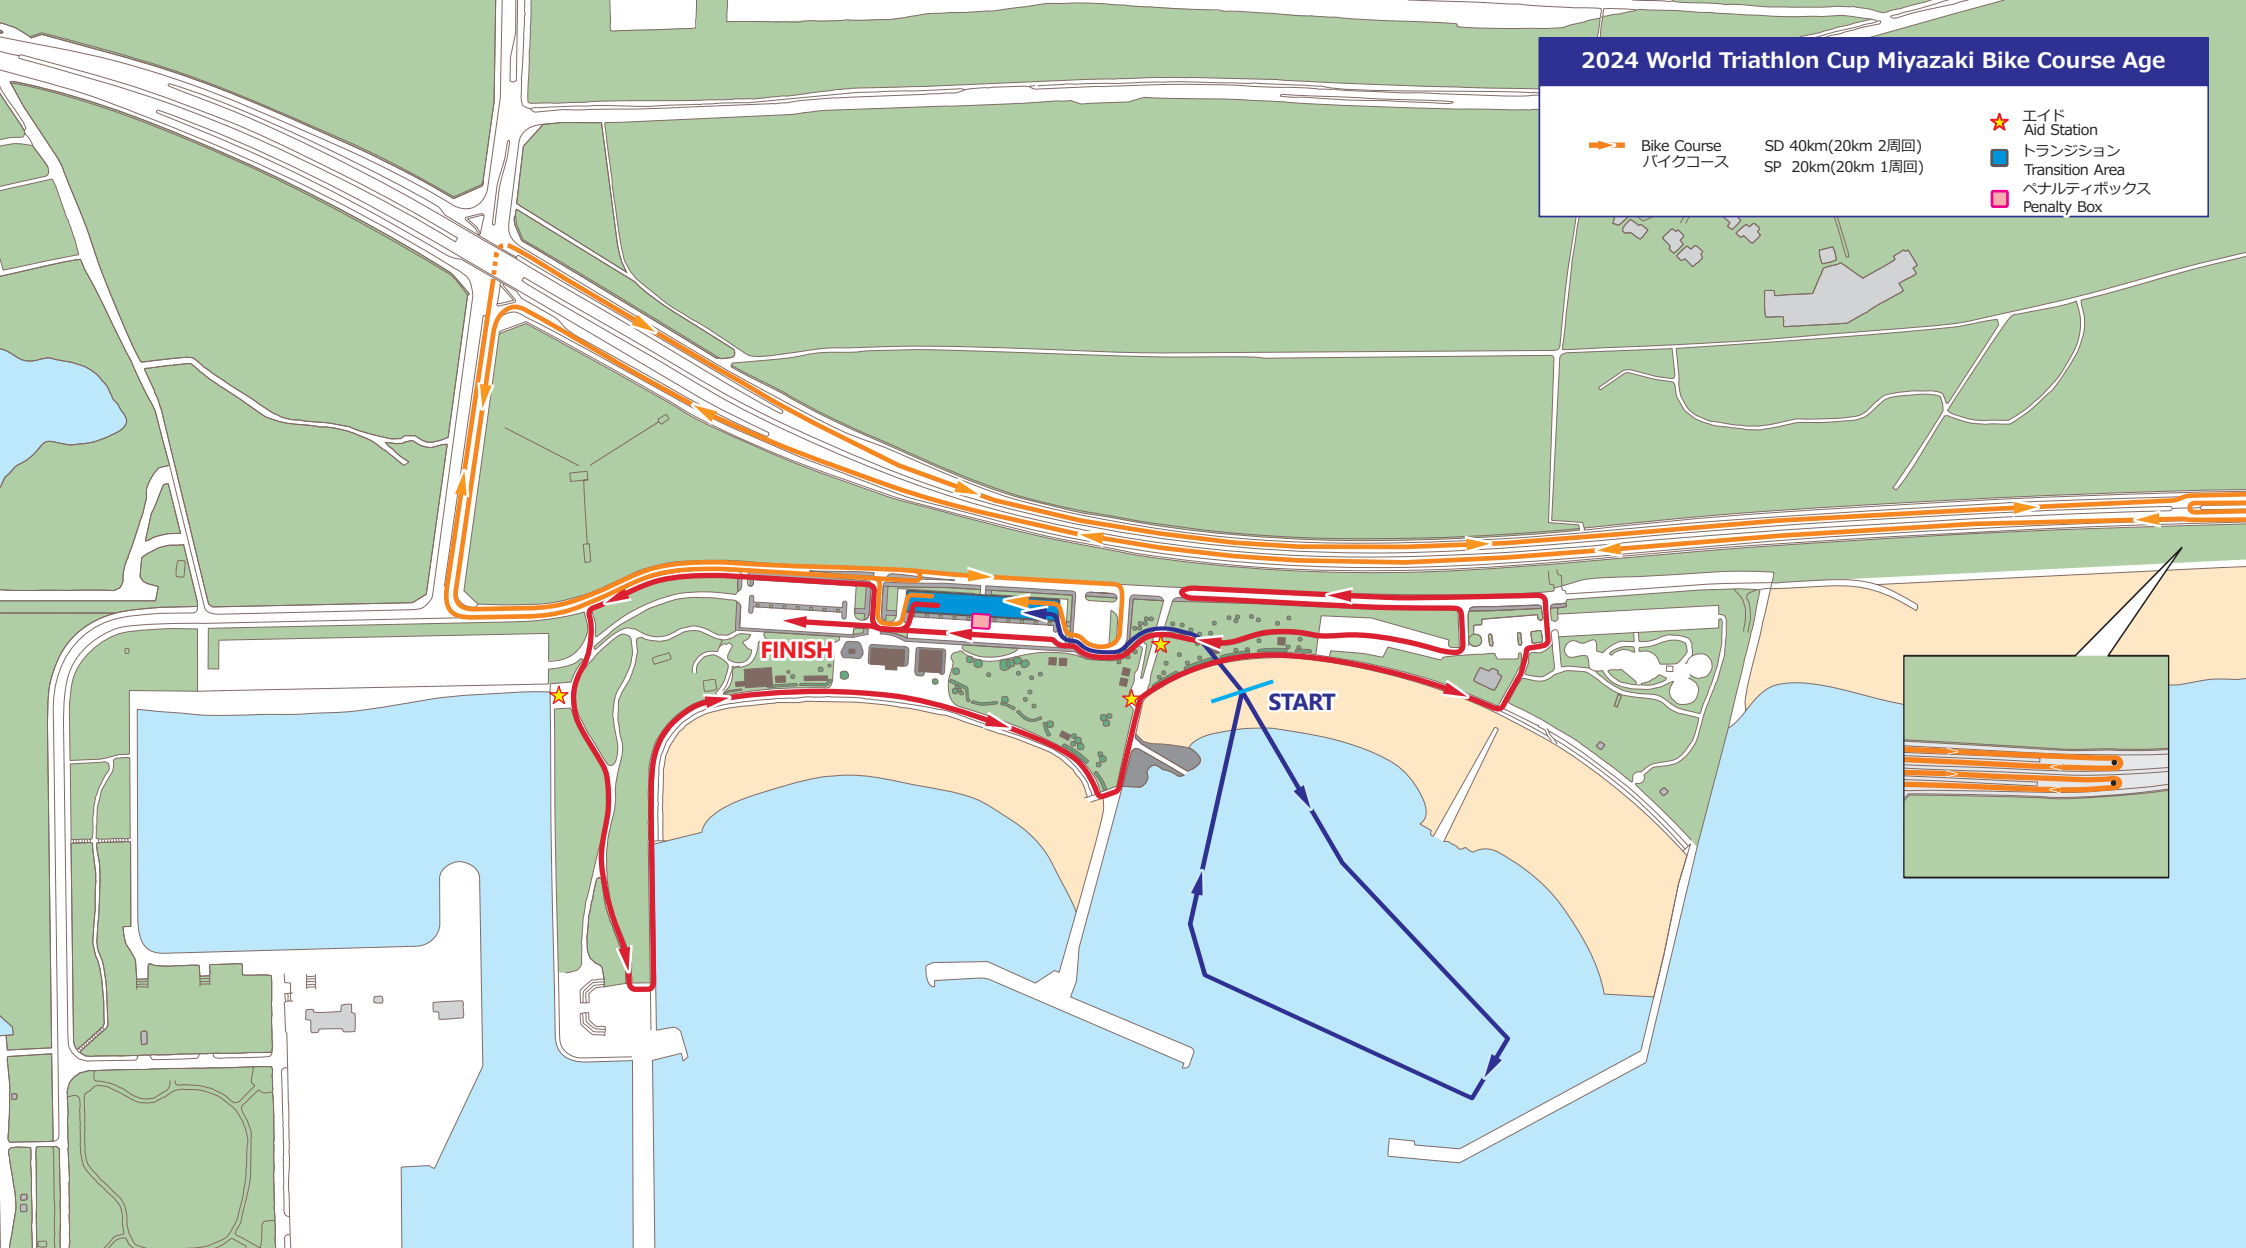 2024 World Triathlon Cup Miyazaki Bike Course Age
Bike Course
バイクコース
SD 40km(20km 2周回)
SP 20km(20km 1周回)
エイド
Aid Station
トランジション
Transition Area
ペナルティボックス
Penalty Box
FINISH
START